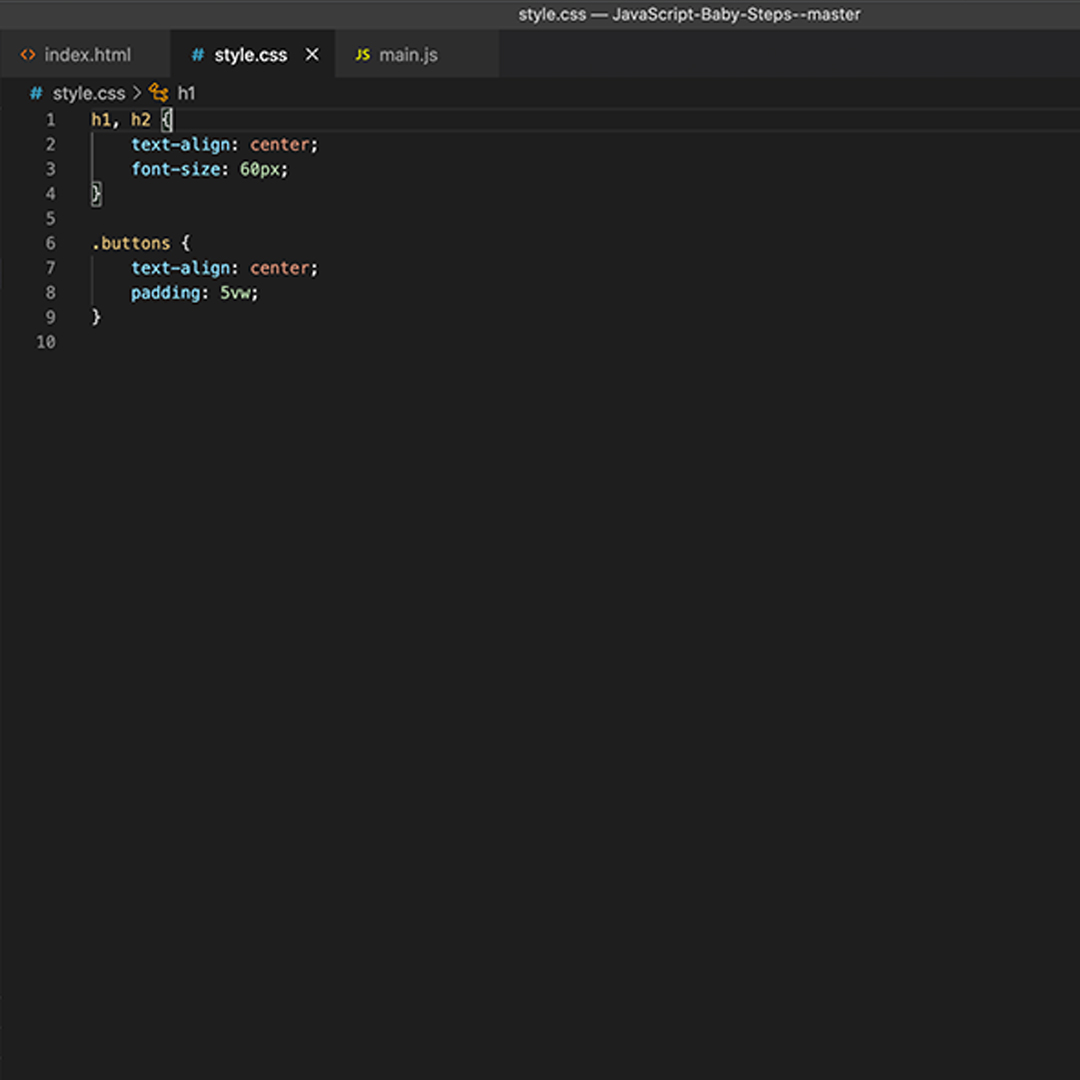 style.css — JavaScript-Baby-Steps--master
<> index.html # style.css × JS main.js
# style.css > h1
1 h1, h2 {
2     text-align: center;
3     font-size: 60px;
4 }
5
6 .buttons {
7     text-align: center;
8     padding: 5vw;
9 }
10